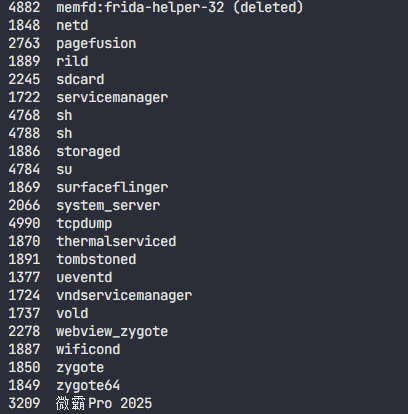 4882 memfd:frida-helper-32 (deleted)
1848 netd
2763 pagefusion
1889 rild
2245 sdcard
1722 servicemanager
4768 sh
4788 sh
1886 storaged
4784 su
1869 surfaceflinger
2066 system_server
4990 tcpdump
1870 thermalserviced
1891 tombstoned
1377 ueventd
1724 vndservicemanager
1737 vold
2278 webview_zygote
1887 wificond
1850 zygote
1849 zygote64
3209 微霸Pro 2025